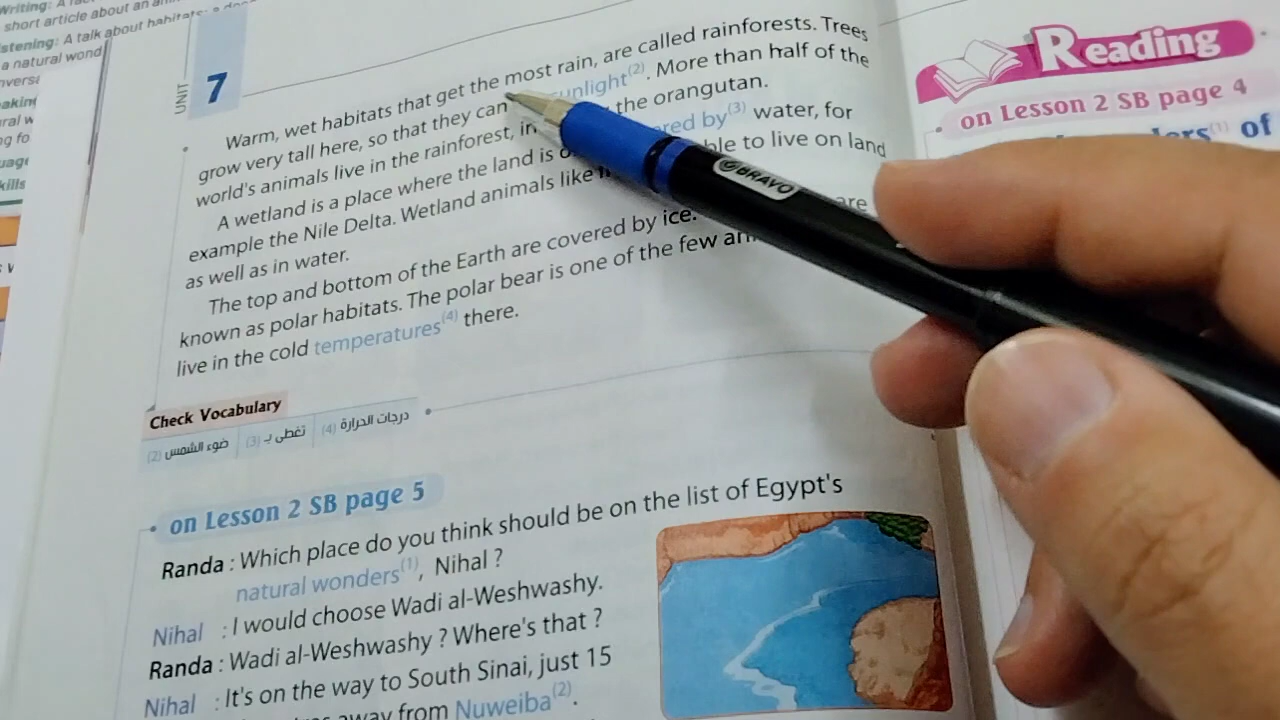 Writing: A
short article about an
istening: A talk about habitats:
a natural wond
UNIT 7
Warm, wet habitats that get the most rain, are called rainforests. Trees
grow very tall here, so that they can sunlight(2). More than half of the
world's animals live in the rainforest, the orangutan.
A wetland is a place where the land is ered by(3) water, for
example the Nile Delta. Wetland animals like to live on land
as well as in water.
The top and bottom of the Earth are covered by ice. are
known as polar habitats. The polar bear is one of the few
live in the cold temperatures(4) there.
Check Vocabulary
(2) ضوء الشمس (3) تغطى بـ (4) درجات الحرارة
on Lesson 2 SB page 5
Randa : Which place do you think should be on the list of Egypt's
natural wonders(1), Nihal ?
Nihal : I would choose Wadi al-Weshwashy.
Randa : Wadi al-Weshwashy ? Where's that ?
Nihal : It's on the way to South Sinai, just 15
away from Nuweiba(2).
Reading
on Lesson 2 SB page 4
(1) of
BRAVO